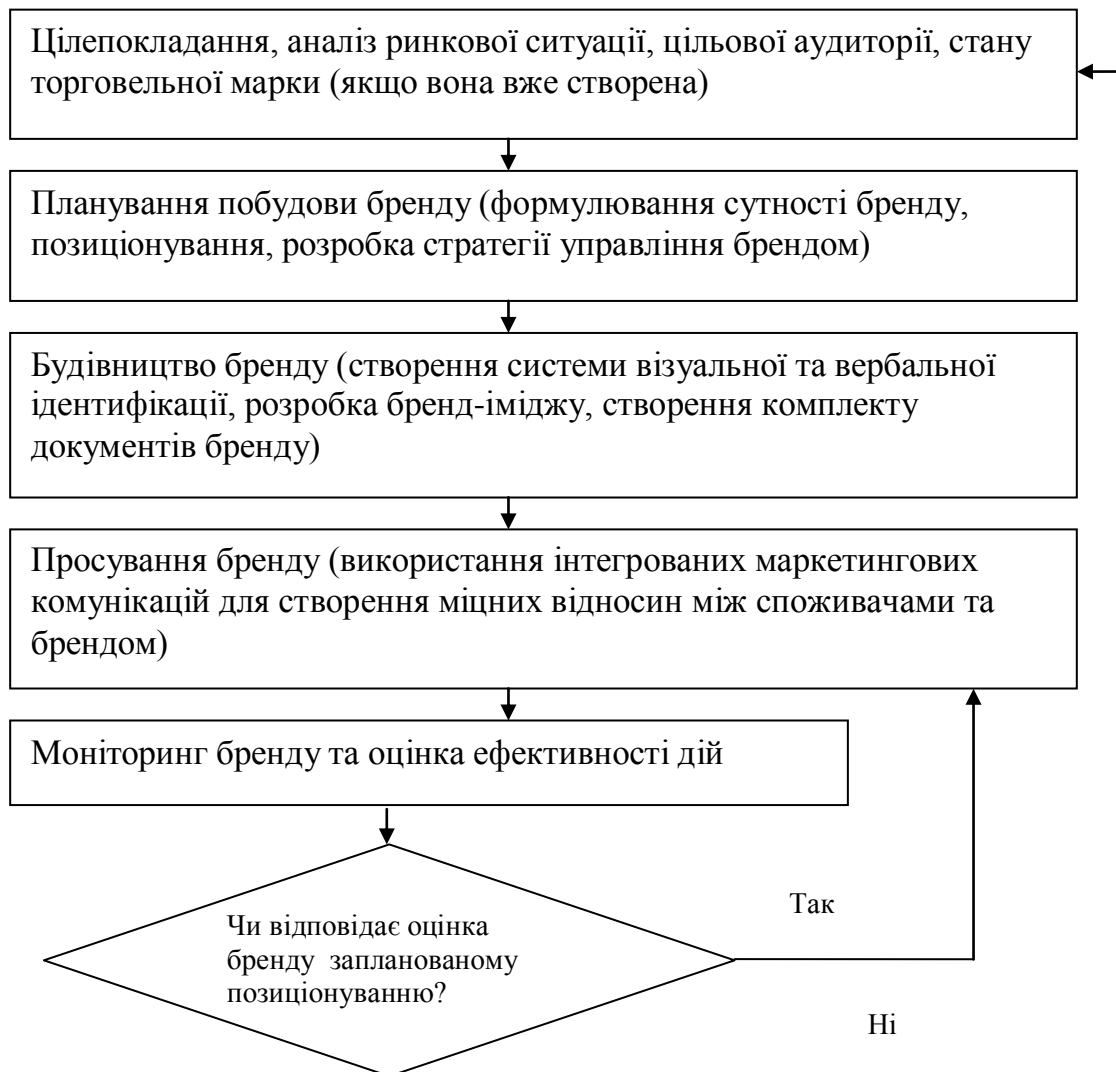 Цілепокладання, аналіз ринкової ситуації, цільової аудиторії, стану
торговельної марки (якщо вона вже створена)
Планування побудови бренду (формулювання сутності бренду,
позиціонування, розробка стратегії управління брендом)
Будівництво бренду (створення системи візуальної та вербальної
ідентифікації, розробка бренд-іміджу, створення комплекту
документів бренду)
Просування бренду (використання інтегрованих маркетингових
комунікацій для створення міцних відносин між споживачами та
брендом)
Моніторинг бренду та оцінка ефективності дій
Чи відповідає оцінка
бренду запланованому
позиціонуванню?
Так
Ні